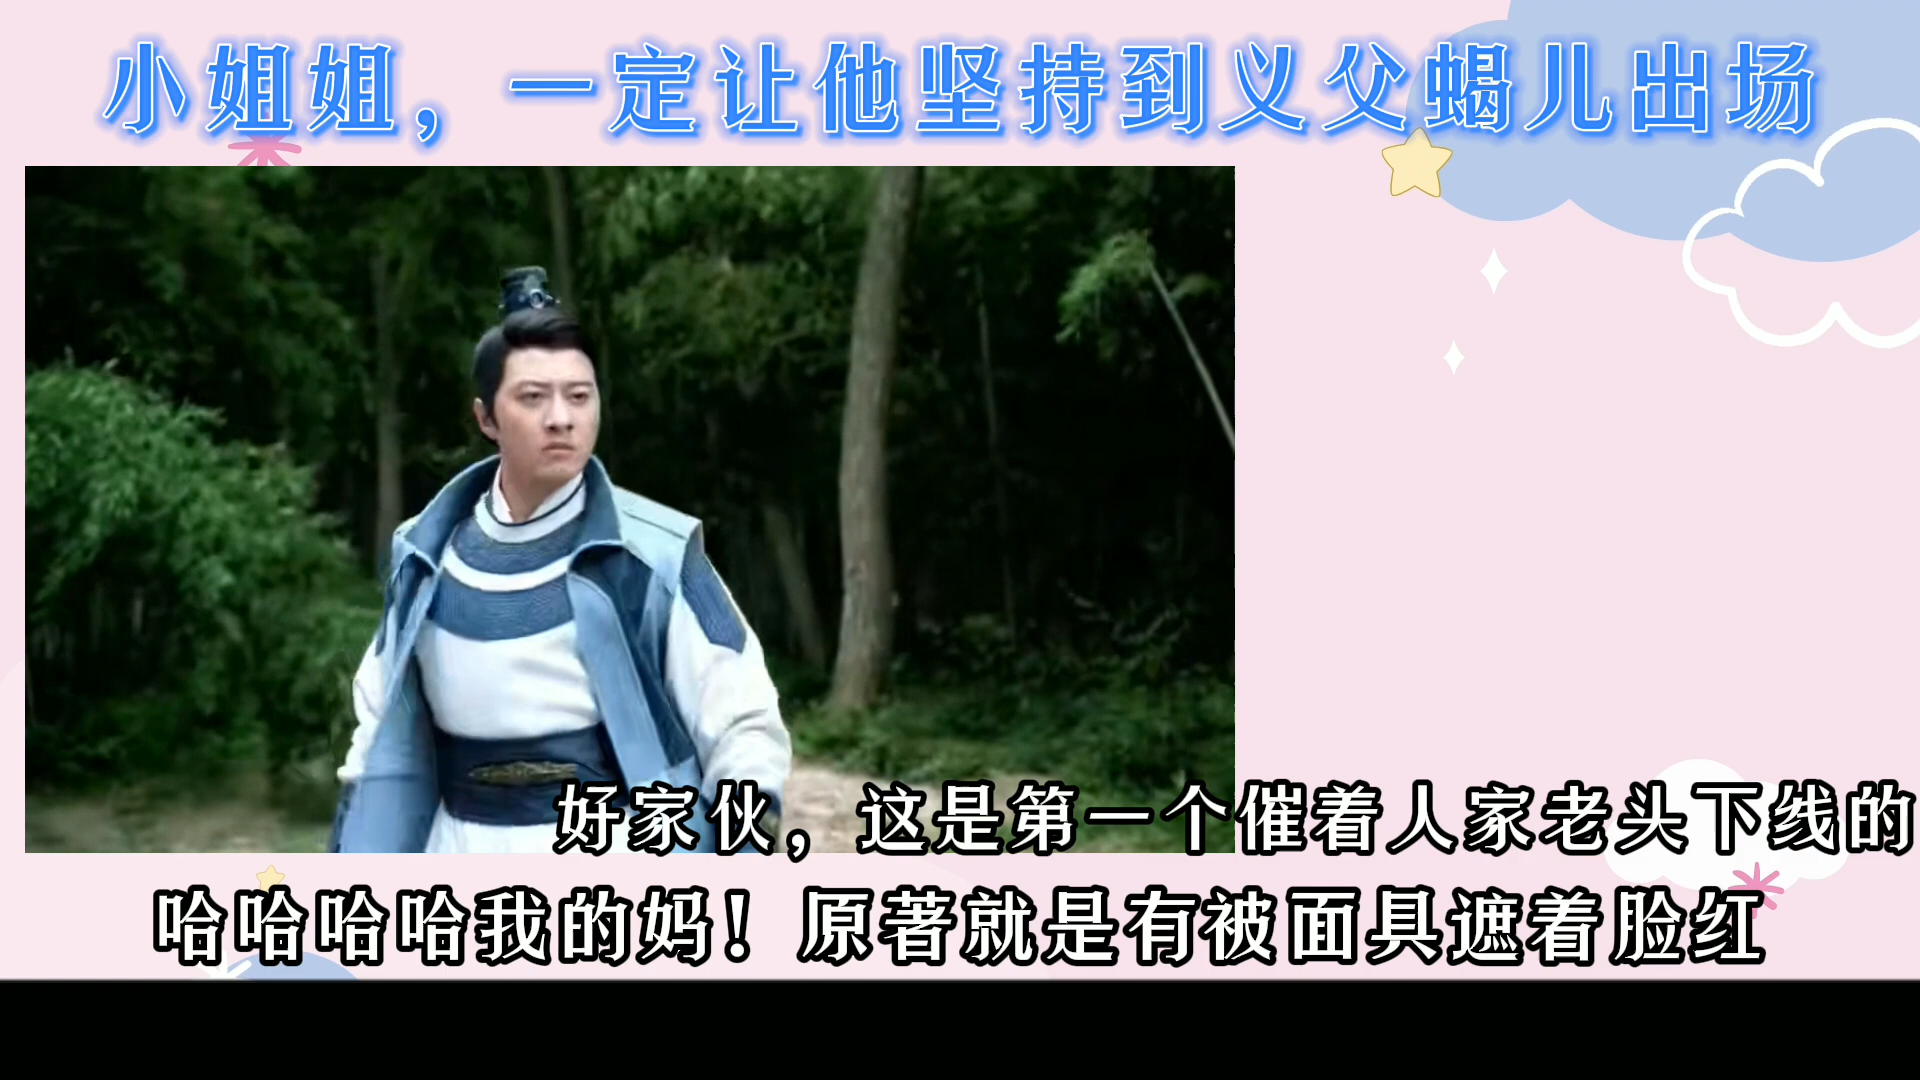 小姐姐，一定让他坚持到义父蝎儿出场
好家伙，这是第一个催着人家老头下线的
哈哈哈哈我的妈！原著就是有被面具遮着脸红